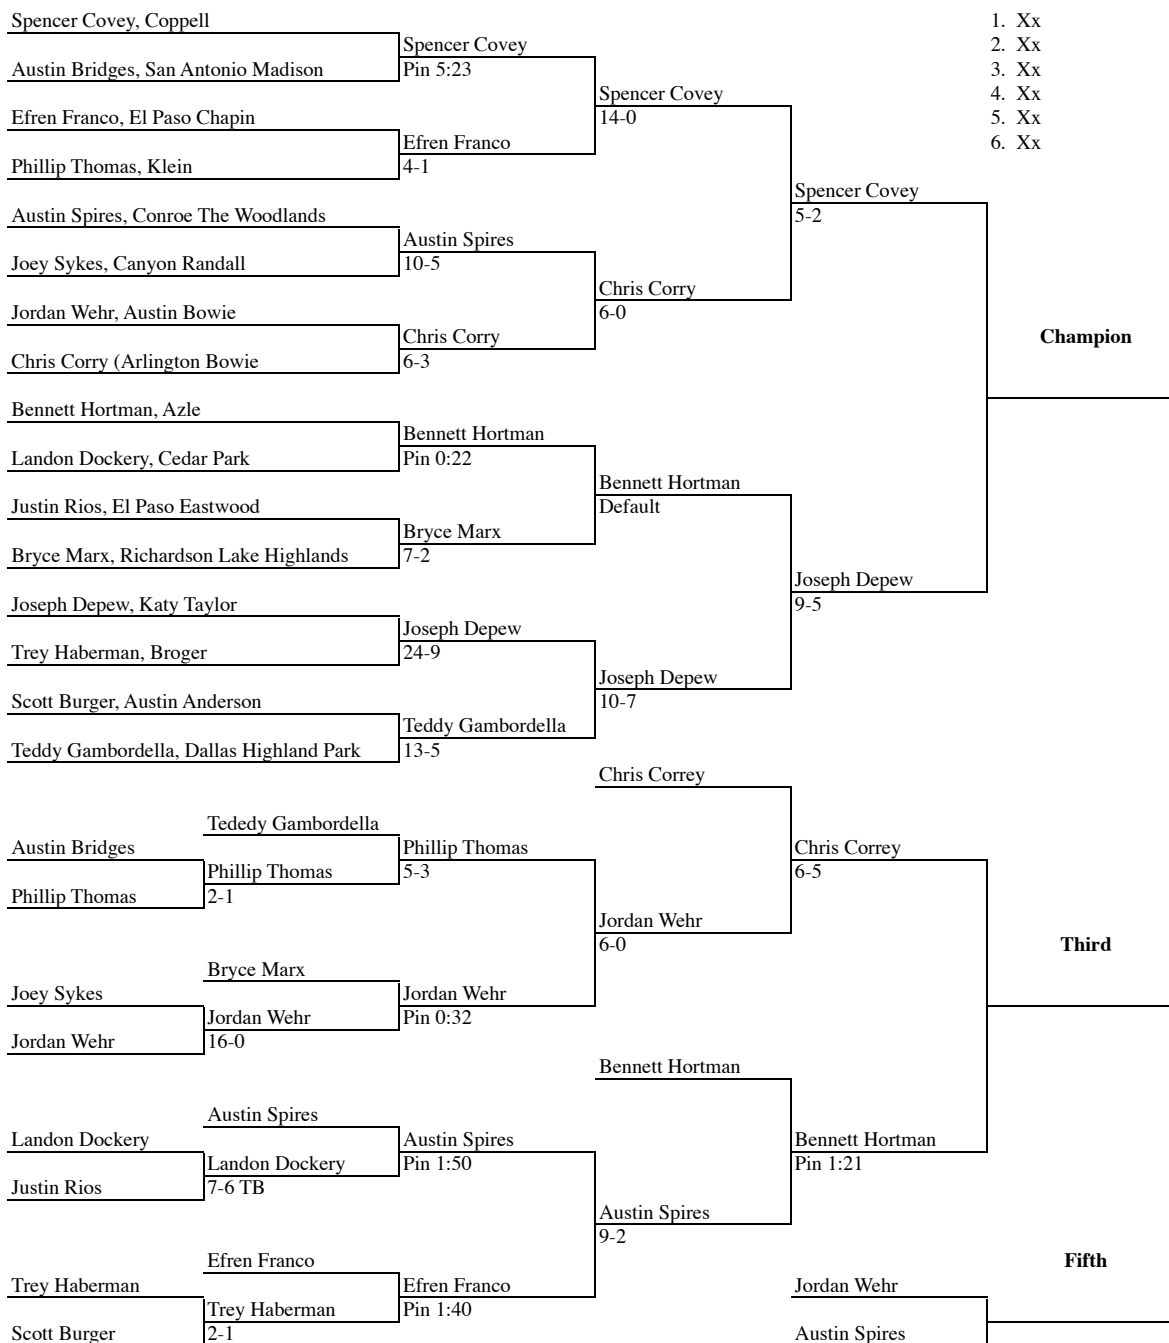 Spencer Covey, Coppell
1. Xx
Spencer Covey
2. Xx
Austin Bridges, San Antonio Madison
Pin 5:23
3. Xx
Spencer Covey
4. Xx
Efren Franco, El Paso Chapin
14-0
5. Xx
Efren Franco
6. Xx
Phillip Thomas, Klein
4-1
Spencer Covey
Austin Spires, Conroe The Woodlands
5-2
Austin Spires
Joey Sykes, Canyon Randall
10-5
Chris Corry
Jordan Wehr, Austin Bowie
6-0
Chris Corry
Champion
Chris Corry (Arlington Bowie
6-3
Bennett Hortman, Azle
Bennett Hortman
Landon Dockery, Cedar Park
Pin 0:22
Bennett Hortman
Justin Rios, El Paso Eastwood
Default
Bryce Marx
Bryce Marx, Richardson Lake Highlands
7-2
Joseph Depew
Joseph Depew, Katy Taylor
9-5
Joseph Depew
Trey Haberman, Broger
24-9
Joseph Depew
Scott Burger, Austin Anderson
10-7
Teddy Gambordella
Teddy Gambordella, Dallas Highland Park
13-5
Chris Correy
Tededy Gambordella
Austin Bridges
Phillip Thomas
Chris Correy
Phillip Thomas
5-3
6-5
Phillip Thomas
2-1
Jordan Wehr
6-0
Third
Bryce Marx
Joey Sykes
Jordan Wehr
Jordan Wehr
Pin 0:32
Jordan Wehr
16-0
Bennett Hortman
Austin Spires
Landon Dockery
Austin Spires
Bennett Hortman
Landon Dockery
Pin 1:50
Pin 1:21
Justin Rios
7-6 TB
Austin Spires
9-2
Efren Franco
Fifth
Trey Haberman
Efren Franco
Jordan Wehr
Trey Haberman
Pin 1:40
Scott Burger
2-1
Austin Spires